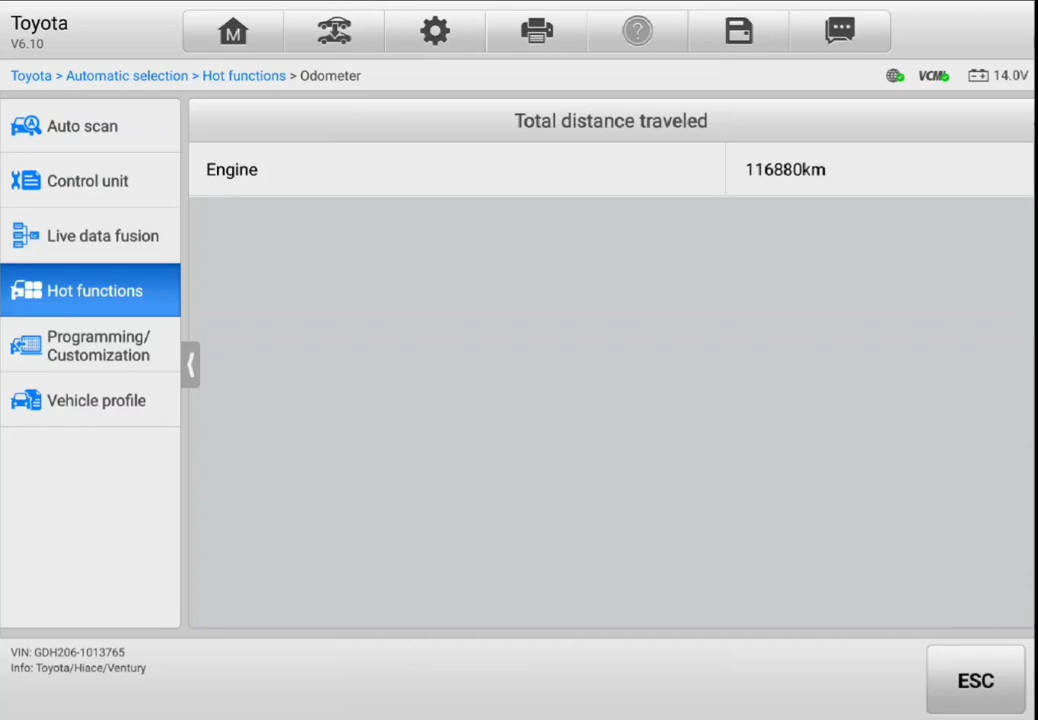 Toyota
V6.10
M
?
Toyota > Automatic selection > Hot functions > Odometer
VCMI
14.0V
Auto scan
Control unit
Live data fusion
Hot functions
Programming/
Customization
Vehicle profile
Total distance traveled
Engine
116880km
VIN: GDH206-1013765
Info: Toyota/Hiace/Ventury
ESC